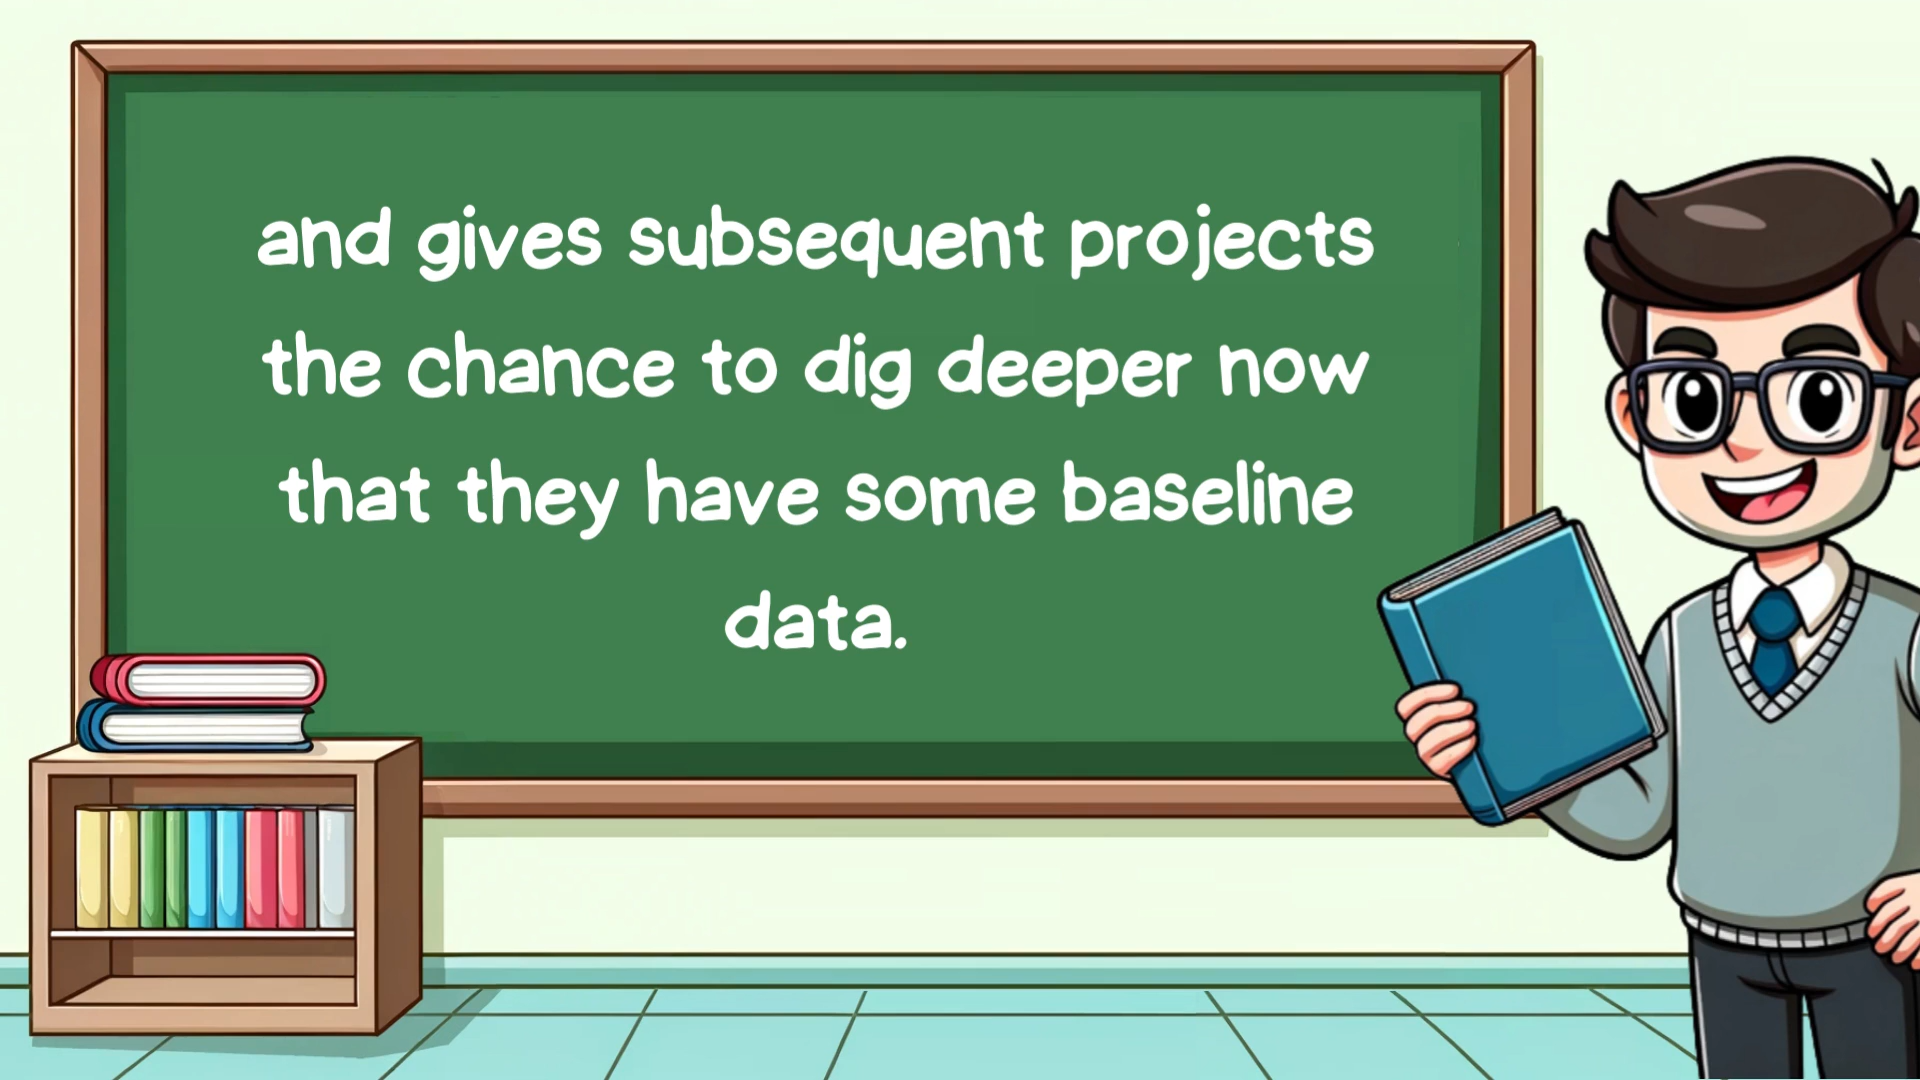 and gives subsequent projects
the chance to dig deeper now
that they have some baseline
data.